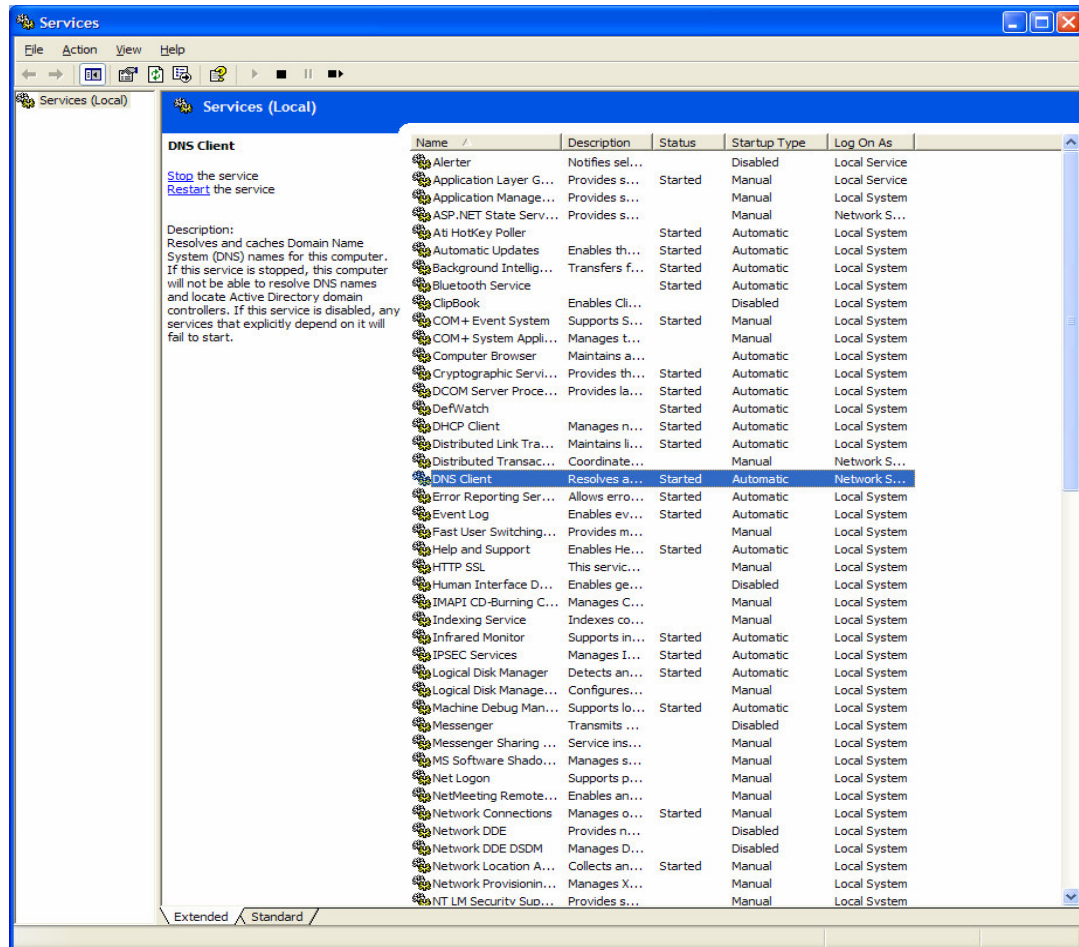 Services
File Action View Help
Services (Local)
Services (Local)
DNS Client
Stop the service
Restart the service
Description:
Resolves and caches Domain Name
System (DNS) names for this computer.
If this service is stopped, this computer
will not be able to resolve DNS names
and locate Active Directory domain
controllers. If this service is disabled, any
services that explicitly depend on it will
fail to start.
Name Description Status Startup Type Log On As
Alerter Notifies sel... Disabled Local Service
Application Layer G... Provides s... Started Manual Local Service
Application Manage... Provides s... Manual Local System
ASP.NET State Serv... Provides s... Manual Network S...
Ati HotKey Poller Started Automatic Local System
Automatic Updates Enables th... Started Automatic Local System
Background Intellig... Transfers f... Started Automatic Local System
Bluetooth Service Started Automatic Local System
ClipBook Enables Cli... Disabled Local System
COM+ Event System Supports S... Started Manual Local System
COM+ System Appli... Manages t... Manual Local System
Computer Browser Maintains a... Automatic Local System
Cryptographic Servi... Provides th... Started Automatic Local System
DCOM Server Proce... Provides la... Started Automatic Local System
DefWatch Started Automatic Local System
DHCP Client Manages n... Started Automatic Local System
Distributed Link Tra... Maintains li... Started Automatic Local System
Distributed Transac... Coordinate... Manual Network S...
DNS Client Resolves a... Started Automatic Network S...
Error Reporting Ser... Allows erro... Started Automatic Local System
Event Log Enables ev... Started Automatic Local System
Fast User Switching... Provides m... Manual Local System
Help and Support Enables He... Started Automatic Local System
HTTP SSL This servic... Manual Local System
Human Interface D... Enables ge... Disabled Local System
IMAPI CD-Burning C... Manages C... Manual Local System
Indexing Service Indexes co... Manual Local System
Infrared Monitor Supports in... Started Automatic Local System
IPSEC Services Manages I... Started Automatic Local System
Logical Disk Manager Detects an... Started Automatic Local System
Logical Disk Manage... Configures... Manual Local System
Machine Debug Man... Supports lo... Started Automatic Local System
Messenger Transmits ... Disabled Local System
Messenger Sharing ... Service ins... Manual Local System
MS Software Shado... Manages s... Manual Local System
Net Logon Supports p... Manual Local System
NetMeeting Remote... Enables an... Manual Local System
Network Connections Manages o... Started Manual Local System
Network DDE Provides n... Disabled Local System
Network DDE DSDM Manages D... Disabled Local System
Network Location A... Collects an... Started Manual Local System
Network Provisionin... Manages X... Manual Local System
NT LM Security Sup... Provides s... Manual Local System
Extended Standard